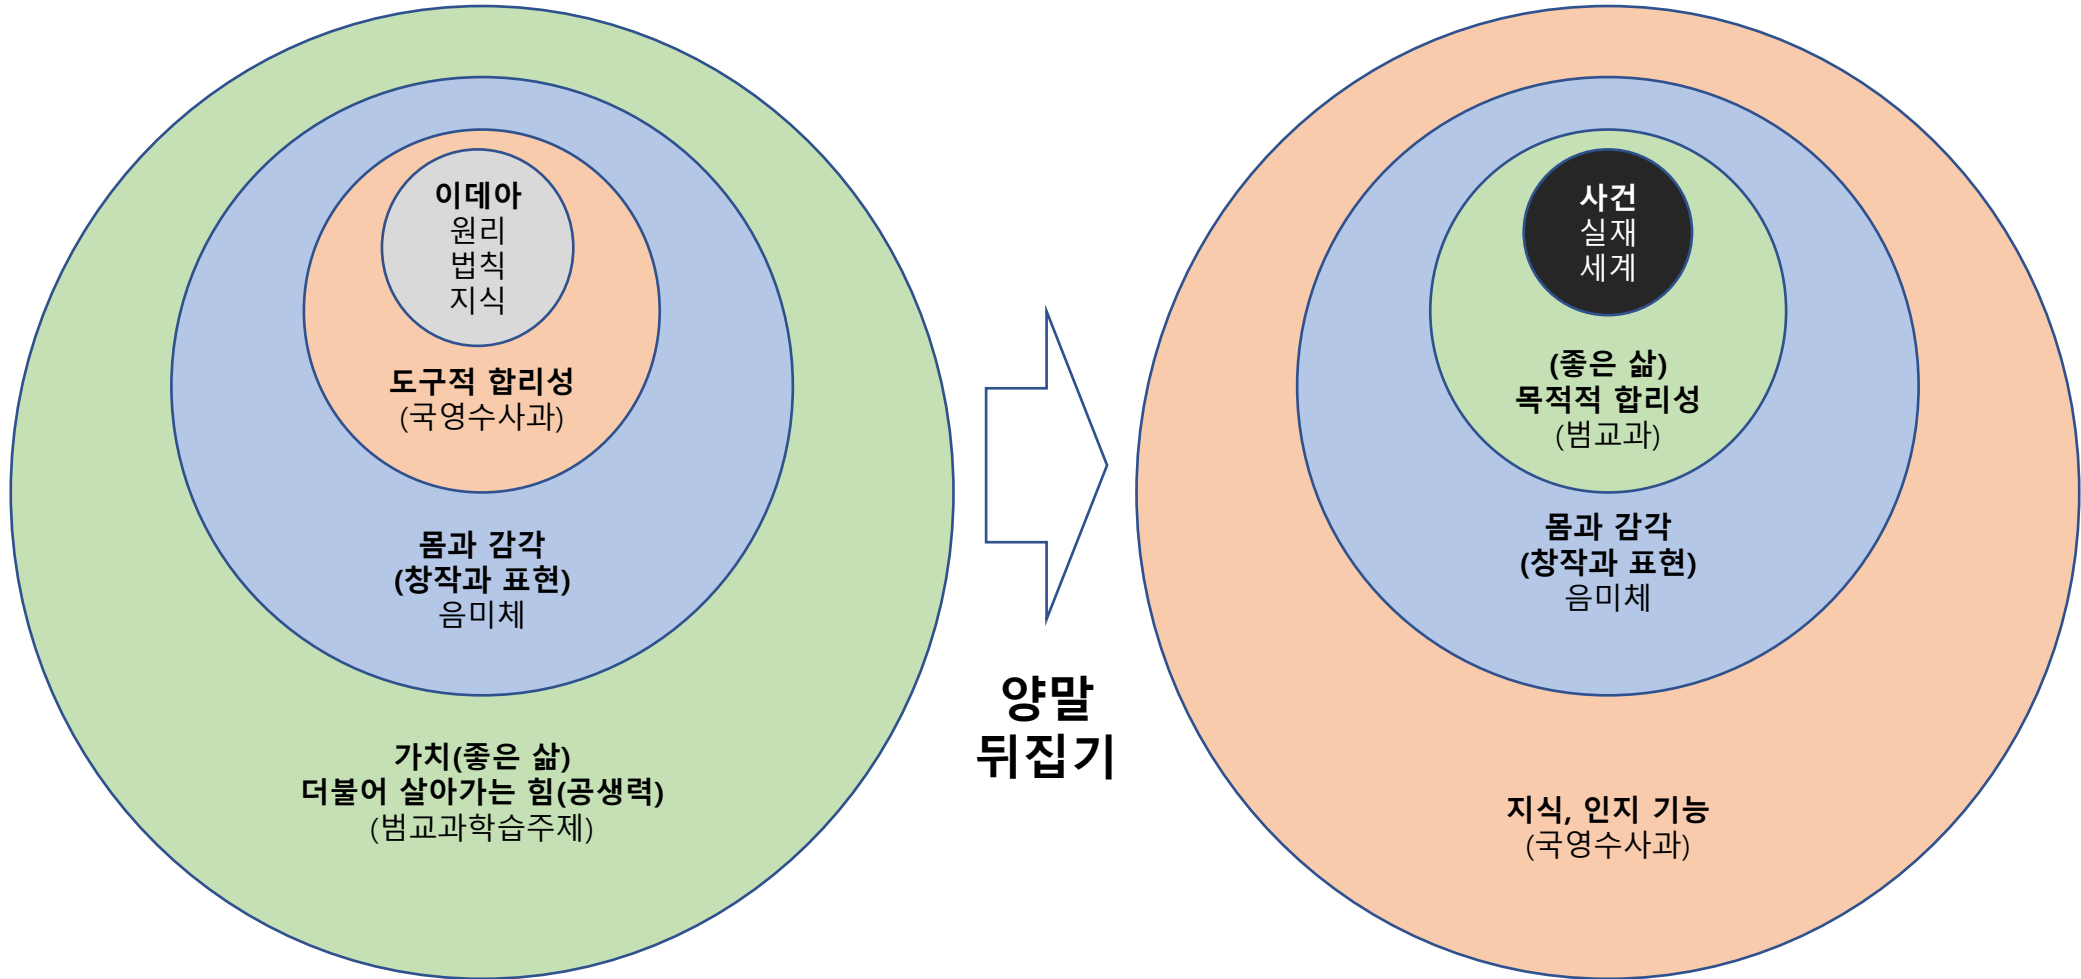 이데아
원리
법칙
지식
도구적 합리성
(국영수사과)
몸과 감각
(창작과 표현)
음미체
가치(좋은 삶)
더불어 살아가는 힘(공생력)
(범교과학습주제)
양말
뒤집기
사건
실재
세계
(좋은 삶)
목적적 합리성
(범교과)
몸과 감각
(창작과 표현)
음미체
지식, 인지 기능
(국영수사과)